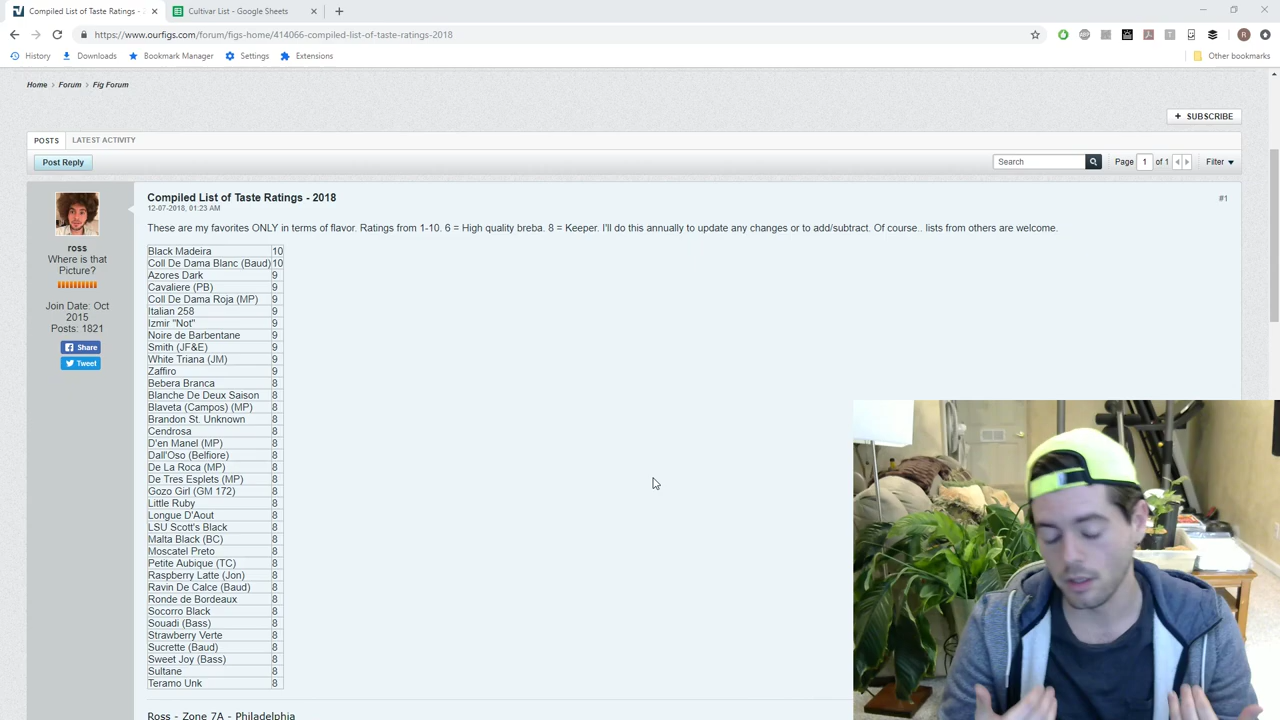 Compiled List of Taste Ratings -
Cultivar List - Google Sheets
https://www.ourfigs.com/forum/figs-home/414066-compiled-list-of-taste-ratings-2018
ABP
T
R
History
Downloads
Bookmark Manager
Settings
Extensions
Other bookmarks
Home > Forum > Fig Forum
+ SUBSCRIBE
POSTS LATEST ACTIVITY
Post Reply
Search
Page 1 of 1
Filter
Compiled List of Taste Ratings - 2018
12-07-2018, 01:23 AM
#1
ross
Where is that
Picture?
Join Date: Oct
2015
Posts: 1821
Share
Tweet
These are my favorites ONLY in terms of flavor. Ratings from 1-10. 6 = High quality breba. 8 = Keeper. I'll do this annually to update any changes or to add/subtract. Of course.. lists from others are welcome.
Black Madeira 10
Coll De Dama Blanc (Baud) 10
Azores Dark 9
Cavaliere (PB) 9
Coll De Dama Roja (MP) 9
Italian 258 9
Izmir "Not" 9
Noire de Barbentane 9
Smith (JF&E) 9
White Triana (JM) 9
Zaffiro 9
Bebera Branca 8
Blanche De Deux Saison 8
Blaveta (Campos) (MP) 8
Brandon St. Unknown 8
Cendrosa 8
D'en Manel (MP) 8
Dall'Oso (Belfiore) 8
De La Roca (MP) 8
De Tres Esplets (MP) 8
Gozo Girl (GM 172) 8
Little Ruby 8
Longue D'Aout 8
LSU Scott's Black 8
Malta Black (BC) 8
Moscatel Preto 8
Petite Aubique (TC) 8
Raspberry Latte (Jon) 8
Ravin De Calce (Baud) 8
Ronde de Bordeaux 8
Socorro Black 8
Souadi (Bass) 8
Strawberry Verte 8
Sucrette (Baud) 8
Sweet Joy (Bass) 8
Sultane 8
Teramo Unk 8
Ross - Zone 7A - Philadelphia